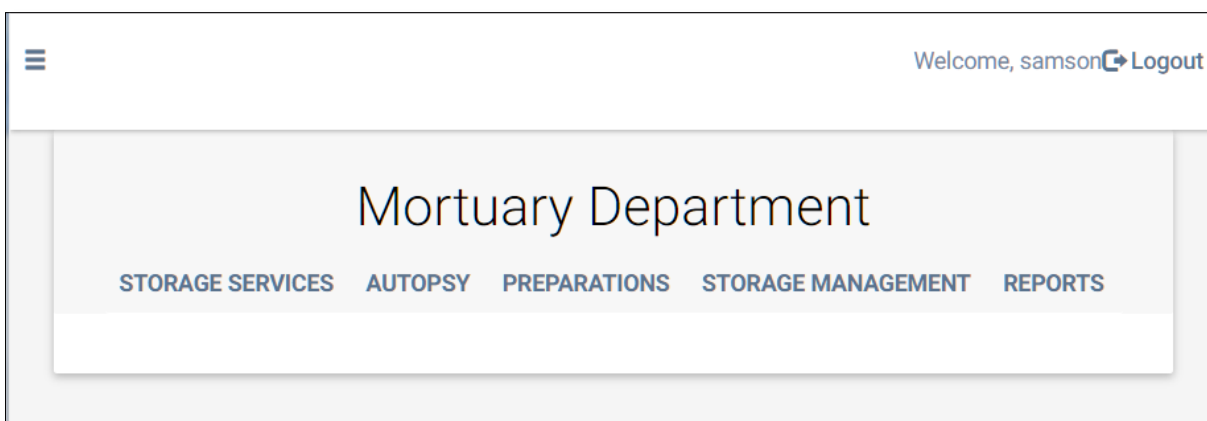 Welcome, samson Logout
Mortuary Department
STORAGE SERVICES AUTOPSY PREPARATIONS STORAGE MANAGEMENT REPORTS